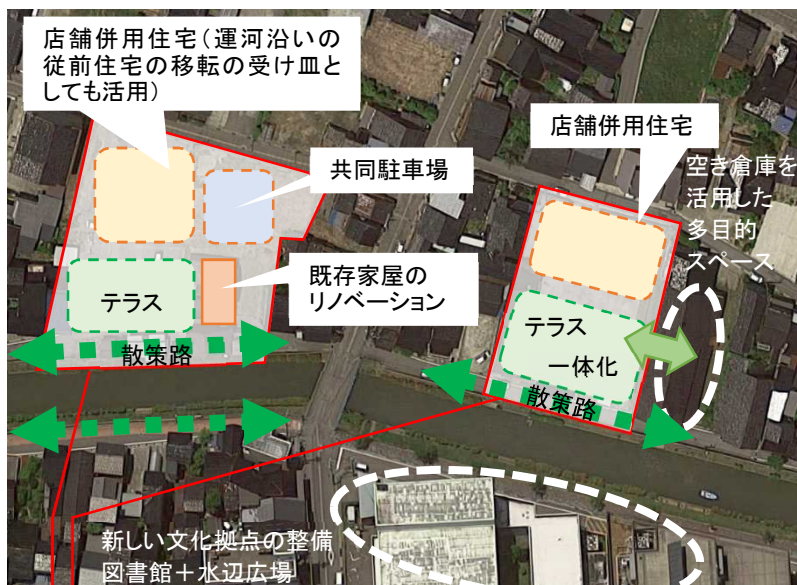 店舗併用住宅（運河沿いの
従前住宅の移転の受け皿と
しても活用）
店舗併用住宅
共同駐車場
空き倉庫を
活用した
多目的
スペース
既存家屋の
リノベーション
テラス
散策路
テラス
一体化
散策路
新しい文化拠点の整備
図書館＋水辺広場